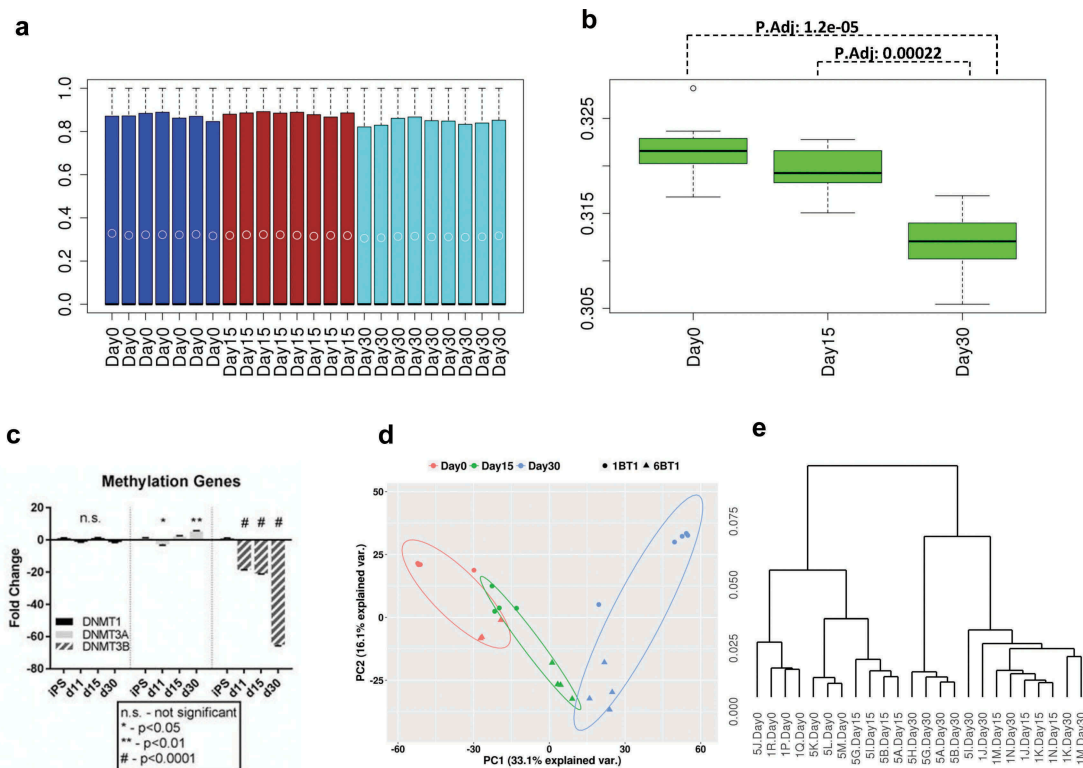 a
1.0
0.8
0.6
0.4
0.2
0.0
Day0 Day0 Day0 Day0 Day0 Day0 Day0 Day15 Day15 Day15 Day15 Day15 Day15 Day15 Day15 Day30 Day30 Day30 Day30 Day30 Day30 Day30 Day30 Day30
b
P.Adj: 1.2e-05
P.Adj: 0.00022
0.325
0.315
0.305
Day0 Day15 Day30
c
Methylation Genes
Fold Change
20
0
-20
-40
-60
-80
n.s. * ** # # #
DNMT1
DNMT3A
DNMT3B
iPS d11 d15 d30 iPS d11 d15 d30 iPS d11 d15 d30
n.s. - not significant
* - p<0.05
** - p<0.01
# - p<0.0001
d
Day0 Day15 Day30 1BT1 6BT1
PC2 (16.1% explained var.)
50
25
0
-25
-60 -30 0 30 60
PC1 (33.1% explained var.)
e
0.075
0.050
0.025
0.000
5J.Day0 1R.Day0 1P.Day0 1Q.Day0 5K.Day0 5L.Day0 5M.Day0 5G.Day15 5I.Day15 5B.Day15 5A.Day15 5H.Day30 5G.Day30 5A.Day30 5B.Day30 5I.Day30 1J.Day30 1M.Day15 1N.Day30 1J.Day15 1K.Day15 1N.Day15 1K.Day30 1M.Day30